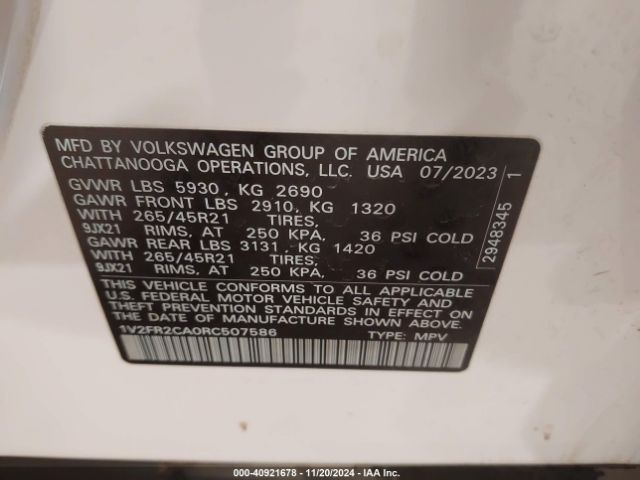 MFD BY VOLKSWAGEN GROUP OF AMERICA
CHATTANOOGA OPERATIONS, LLC. USA 07/2023
GVWR LBS 5930, KG 2690
GAWR FRONT LBS 2910, KG 1320
WITH 265/45R21 TIRES,
9JX21 RIMS, AT 250 KPA, 36 PSI COLD
GAWR REAR LBS 3131, KG 1420
WITH 265/45R21 TIRES,
9JX21 RIMS, AT 250 KPA, 36 PSI COLD
THIS VEHICLE CONFORMS TO ALL APPLICABLE
U.S. FEDERAL MOTOR VEHICLE SAFETY AND
THEFT PREVENTION STANDARDS IN EFFECT ON
THE DATE OF MANUFACTURE SHOWN ABOVE.
1V2FR2CA0RC507586 TYPE: MPV
2948345 1
000-40921678 - 11/20/2024 - IAAI.COM